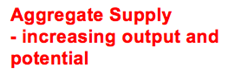 Aggregate Supply
- increasing output and
potential